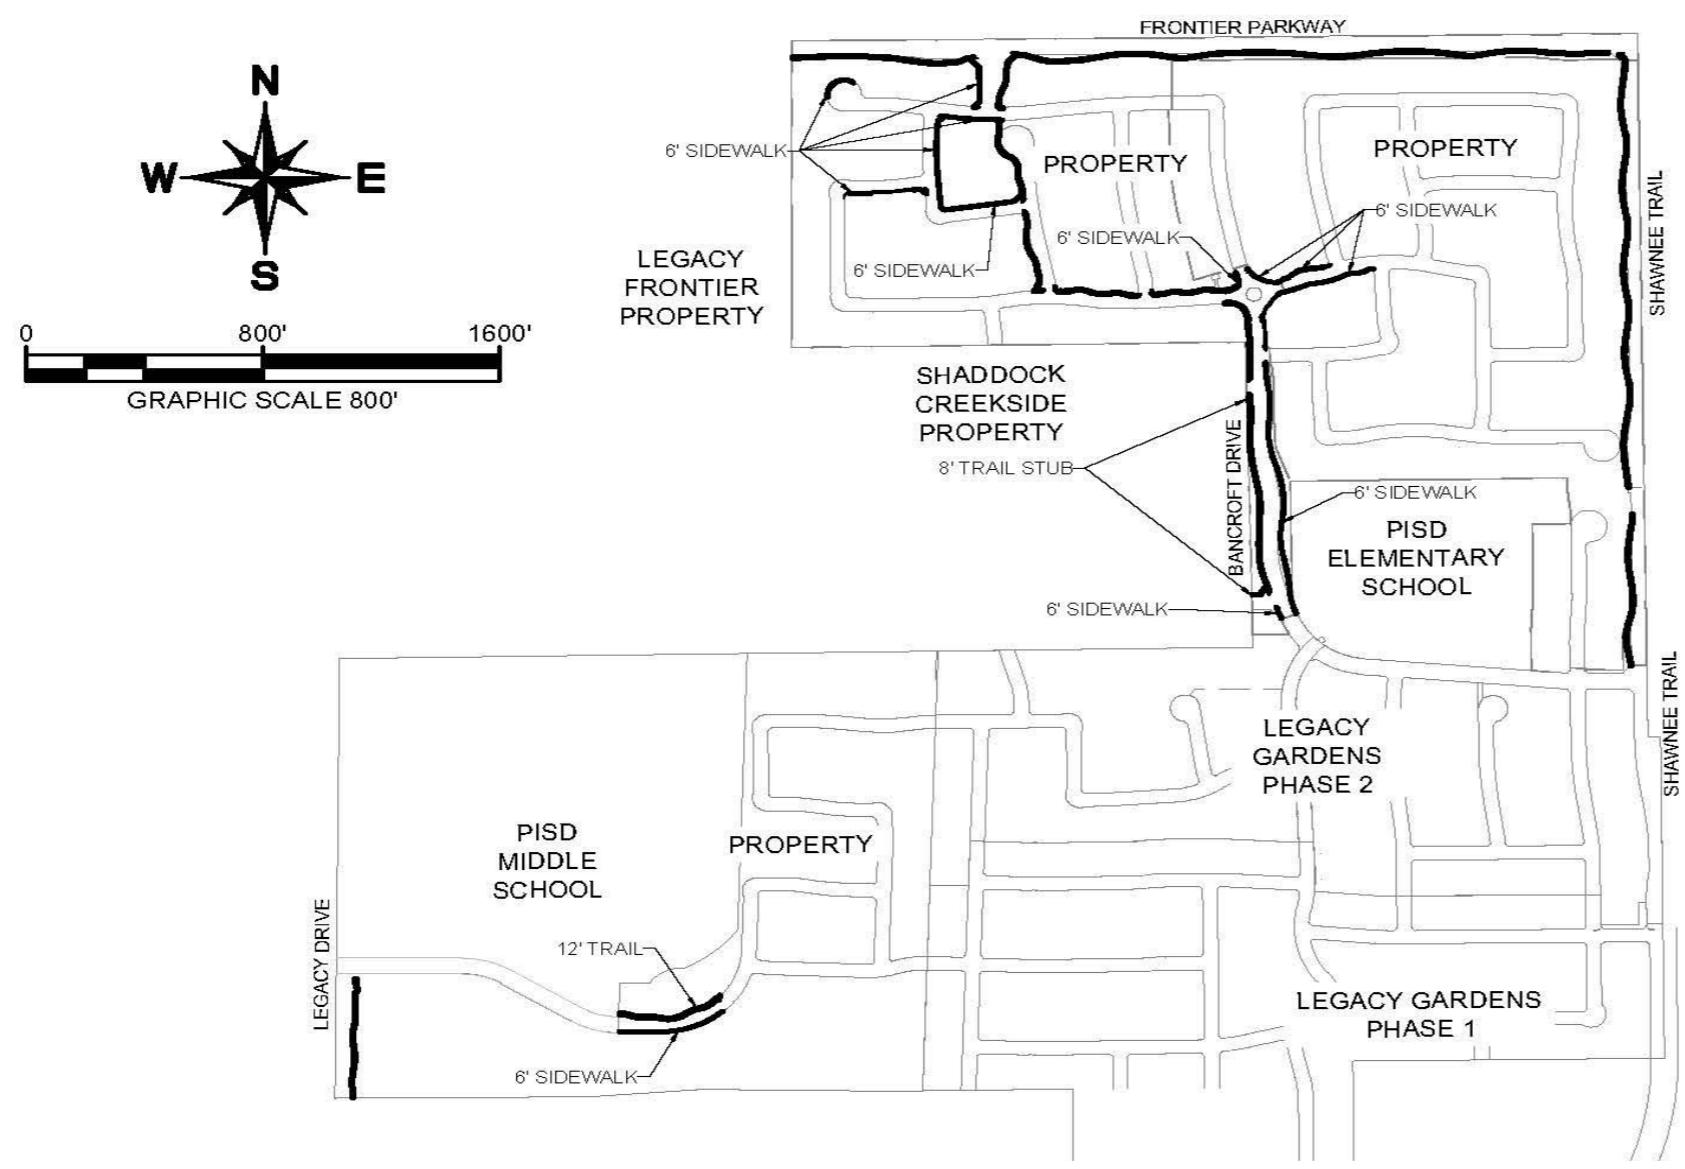 FRONTIER PARKWAY
N
W
E
S
0
800'
1600'
GRAPHIC SCALE 800'
6' SIDEWALK
PROPERTY
PROPERTY
6' SIDEWALK
6' SIDEWALK
6' SIDEWALK
SHAWNEE TRAIL
LEGACY
FRONTIER
PROPERTY
SHADDOCK
CREEKSIDE
PROPERTY
8' TRAIL STUB
BANCROFT DRIVE
6' SIDEWALK
PISD
ELEMENTARY
SCHOOL
6' SIDEWALK
SHAWNEE TRAIL
LEGACY
GARDENS
PHASE 2
PISD
MIDDLE
SCHOOL
PROPERTY
LEGACY DRIVE
12' TRAIL
6' SIDEWALK
LEGACY GARDENS
PHASE 1